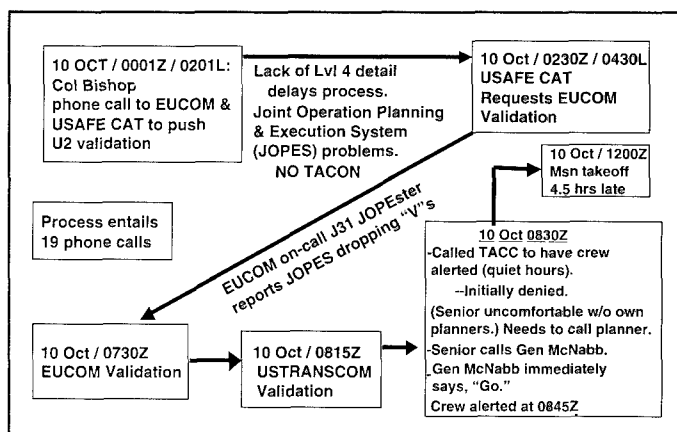 10 OCT / 0001Z / 0201L:
Col Bishop
phone call to EUCOM &
USAFE CAT to push
U2 validation
Lack of Lvl 4 detail
delays process.
Joint Operation Planning
& Execution System
(JOPES) problems.
NO TACON
10 Oct / 0230Z / 0430L
USAFE CAT
Requests EUCOM
Validation
10 Oct / 1200Z
Msn takeoff
4.5 hrs late
Process entails
19 phone calls
EUCOM on-call J31 JOPEster
reports JOPES dropping "V"s
10 Oct / 0730Z
EUCOM Validation
10 Oct / 0815Z
USTRANSCOM
Validation
10 Oct 0830Z
-Called TACC to have crew
alerted (quiet hours).
--Initially denied.
(Senior uncomfortable w/o own
planners.) Needs to call planner.
-Senior calls Gen McNabb.
-Gen McNabb immediately
says, "Go."
Crew alerted at 0845Z